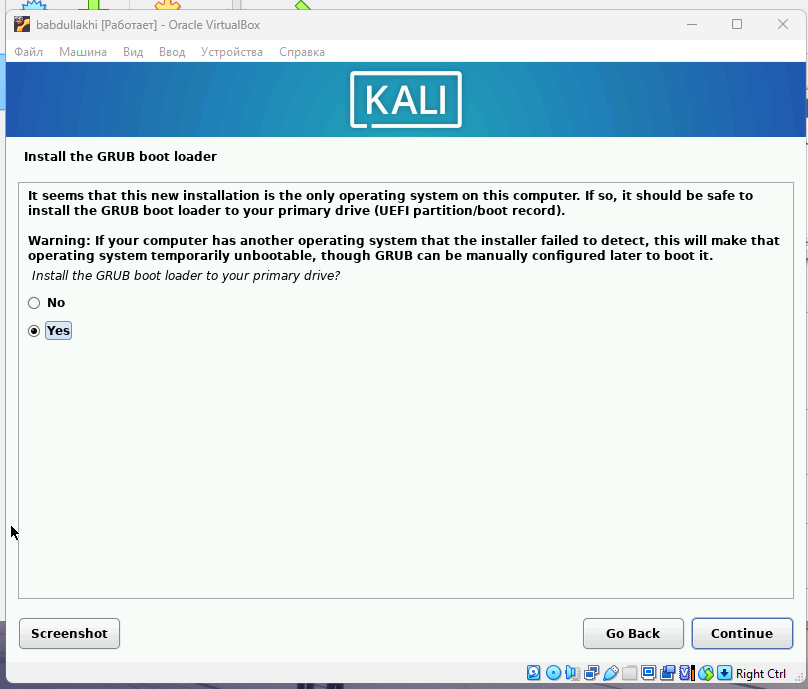 babdullakhi [Работает] - Oracle VirtualBox
Файл Машина Вид Ввод Устройства Справка
KALI
Install the GRUB boot loader
It seems that this new installation is the only operating system on this computer. If so, it should be safe to
install the GRUB boot loader to your primary drive (UEFI partition/boot record).
Warning: If your computer has another operating system that the installer failed to detect, this will make that
operating system temporarily unbootable, though GRUB can be manually configured later to boot it.
Install the GRUB boot loader to your primary drive?
No
Yes
Screenshot Go Back Continue
Right Ctrl